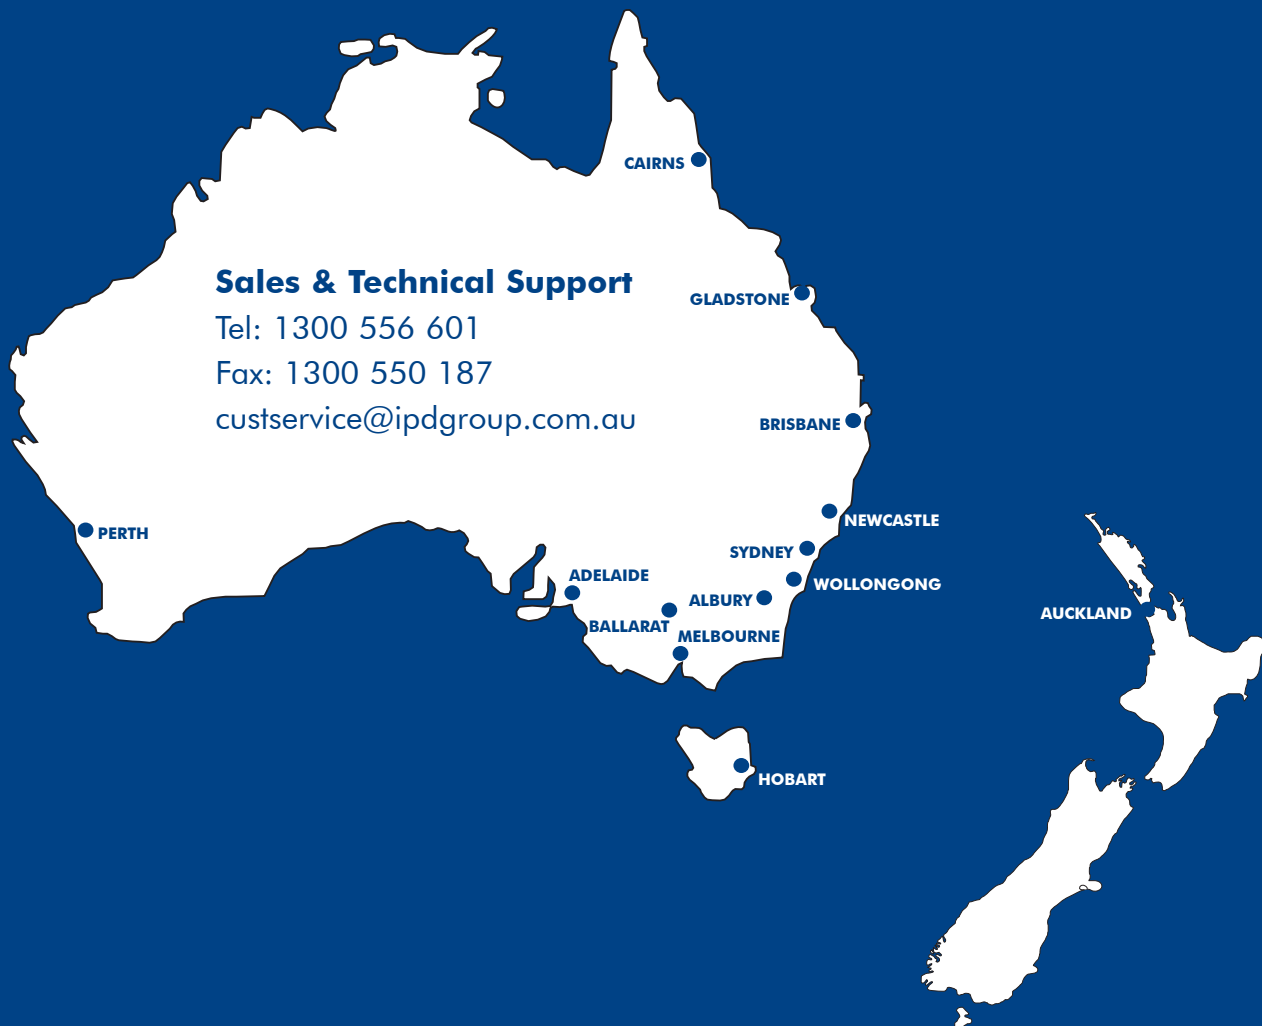 CAIRNS
Sales & Technical Support
Tel: 1300 556 601
Fax: 1300 550 187
custservice@ipdgroup.com.au
GLADSTONE
BRISBANE
NEWCASTLE
PERTH
SYDNEY
ADELAIDE
WOLLONGONG
ALBURY
AUCKLAND
BALLARAT
MELBOURNE
HOBART